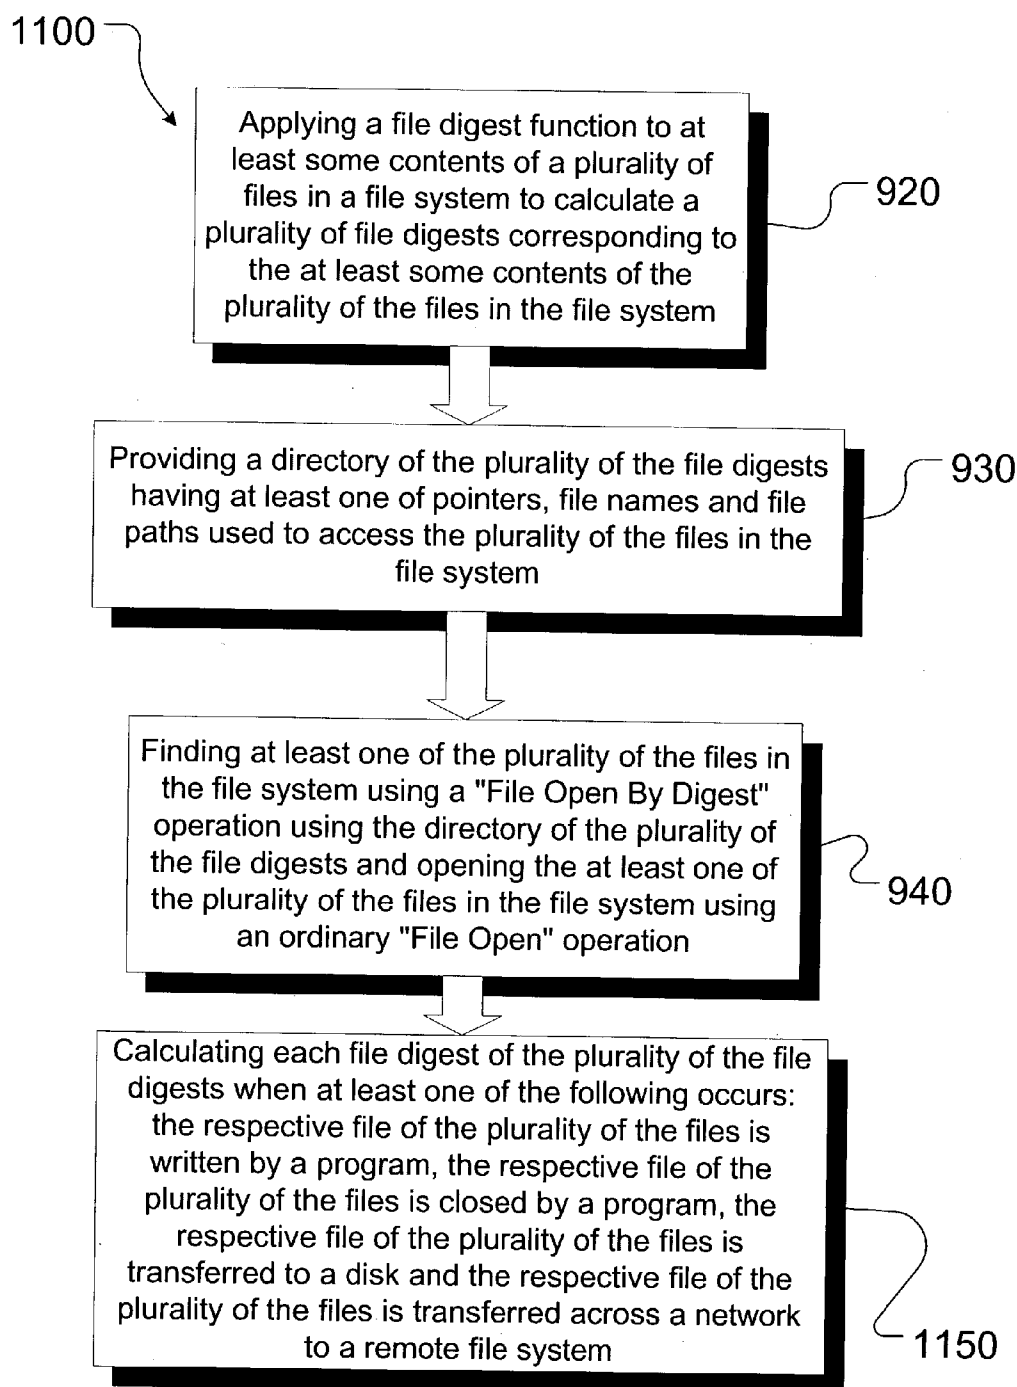 1100
Applying a file digest function to at
least some contents of a plurality of
files in a file system to calculate a
plurality of file digests corresponding to
the at least some contents of the
plurality of the files in the file system
920
Providing a directory of the plurality of the file digests
having at least one of pointers, file names and file
paths used to access the plurality of the files in the
file system
930
Finding at least one of the plurality of the files in
the file system using a "File Open By Digest"
operation using the directory of the plurality of
the file digests and opening the at least one of
the plurality of the files in the file system using
an ordinary "File Open" operation
940
Calculating each file digest of the plurality of the file
digests when at least one of the following occurs:
the respective file of the plurality of the files is
written by a program, the respective file of the
plurality of the files is closed by a program, the
respective file of the plurality of the files is
transferred to a disk and the respective file of the
plurality of the files is transferred across a network
to a remote file system
1150